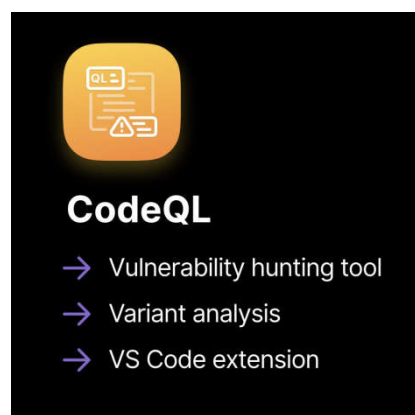 QL
CodeQL
Vulnerability hunting tool
Variant analysis
VS Code extension